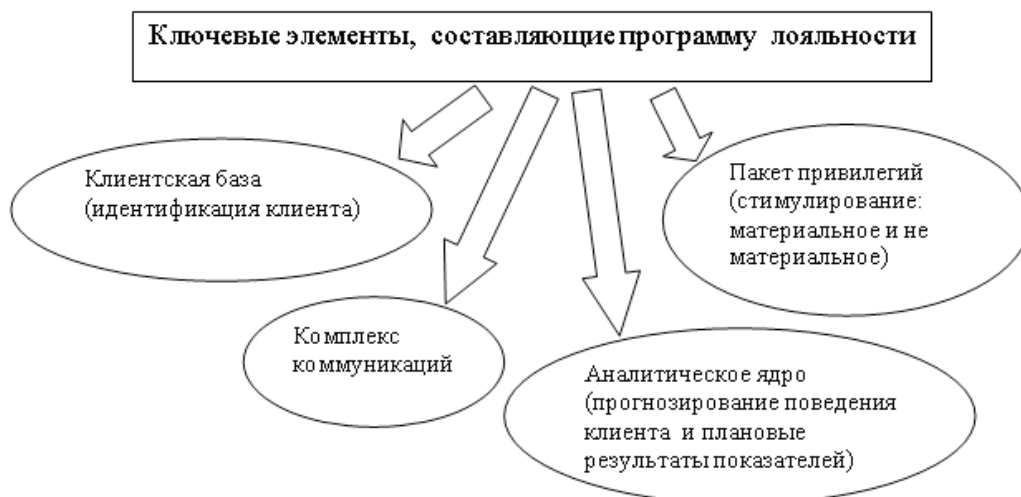 Ключевые элементы, составляющие программу лояльности
Клиентская база
(идентификация клиента)
Комплекс
коммуникаций
Аналитическое ядро
(прогнозирование поведения
клиента и плановые
результаты показателей)
Пакет привилегий
(стимулирование:
материальное и не
материальное)